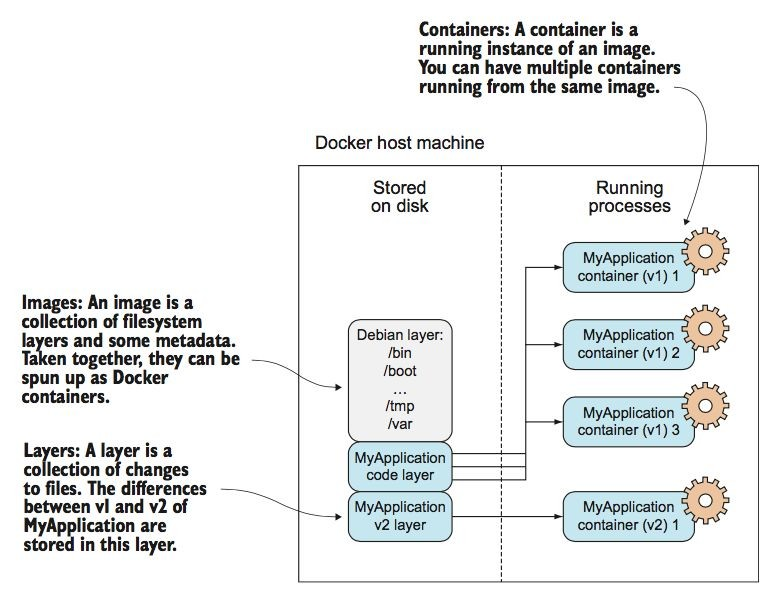 Containers: A container is a
running instance of an image.
You can have multiple containers
running from the same image.
Docker host machine
Stored
on disk
Running
processes
MyApplication
container (v1) 1
Images: An image is a
collection of filesystem
layers and some metadata.
Taken together, they can be
spun up as Docker
containers.
Debian layer:
/bin
/boot
...
/tmp
/var
MyApplication
container (v1) 2
MyApplication
container (v1) 3
Layers: A layer is a
collection of changes
to files. The differences
between v1 and v2 of
MyApplication are
stored in this layer.
MyApplication
code layer
MyApplication
v2 layer
MyApplication
container (v2) 1